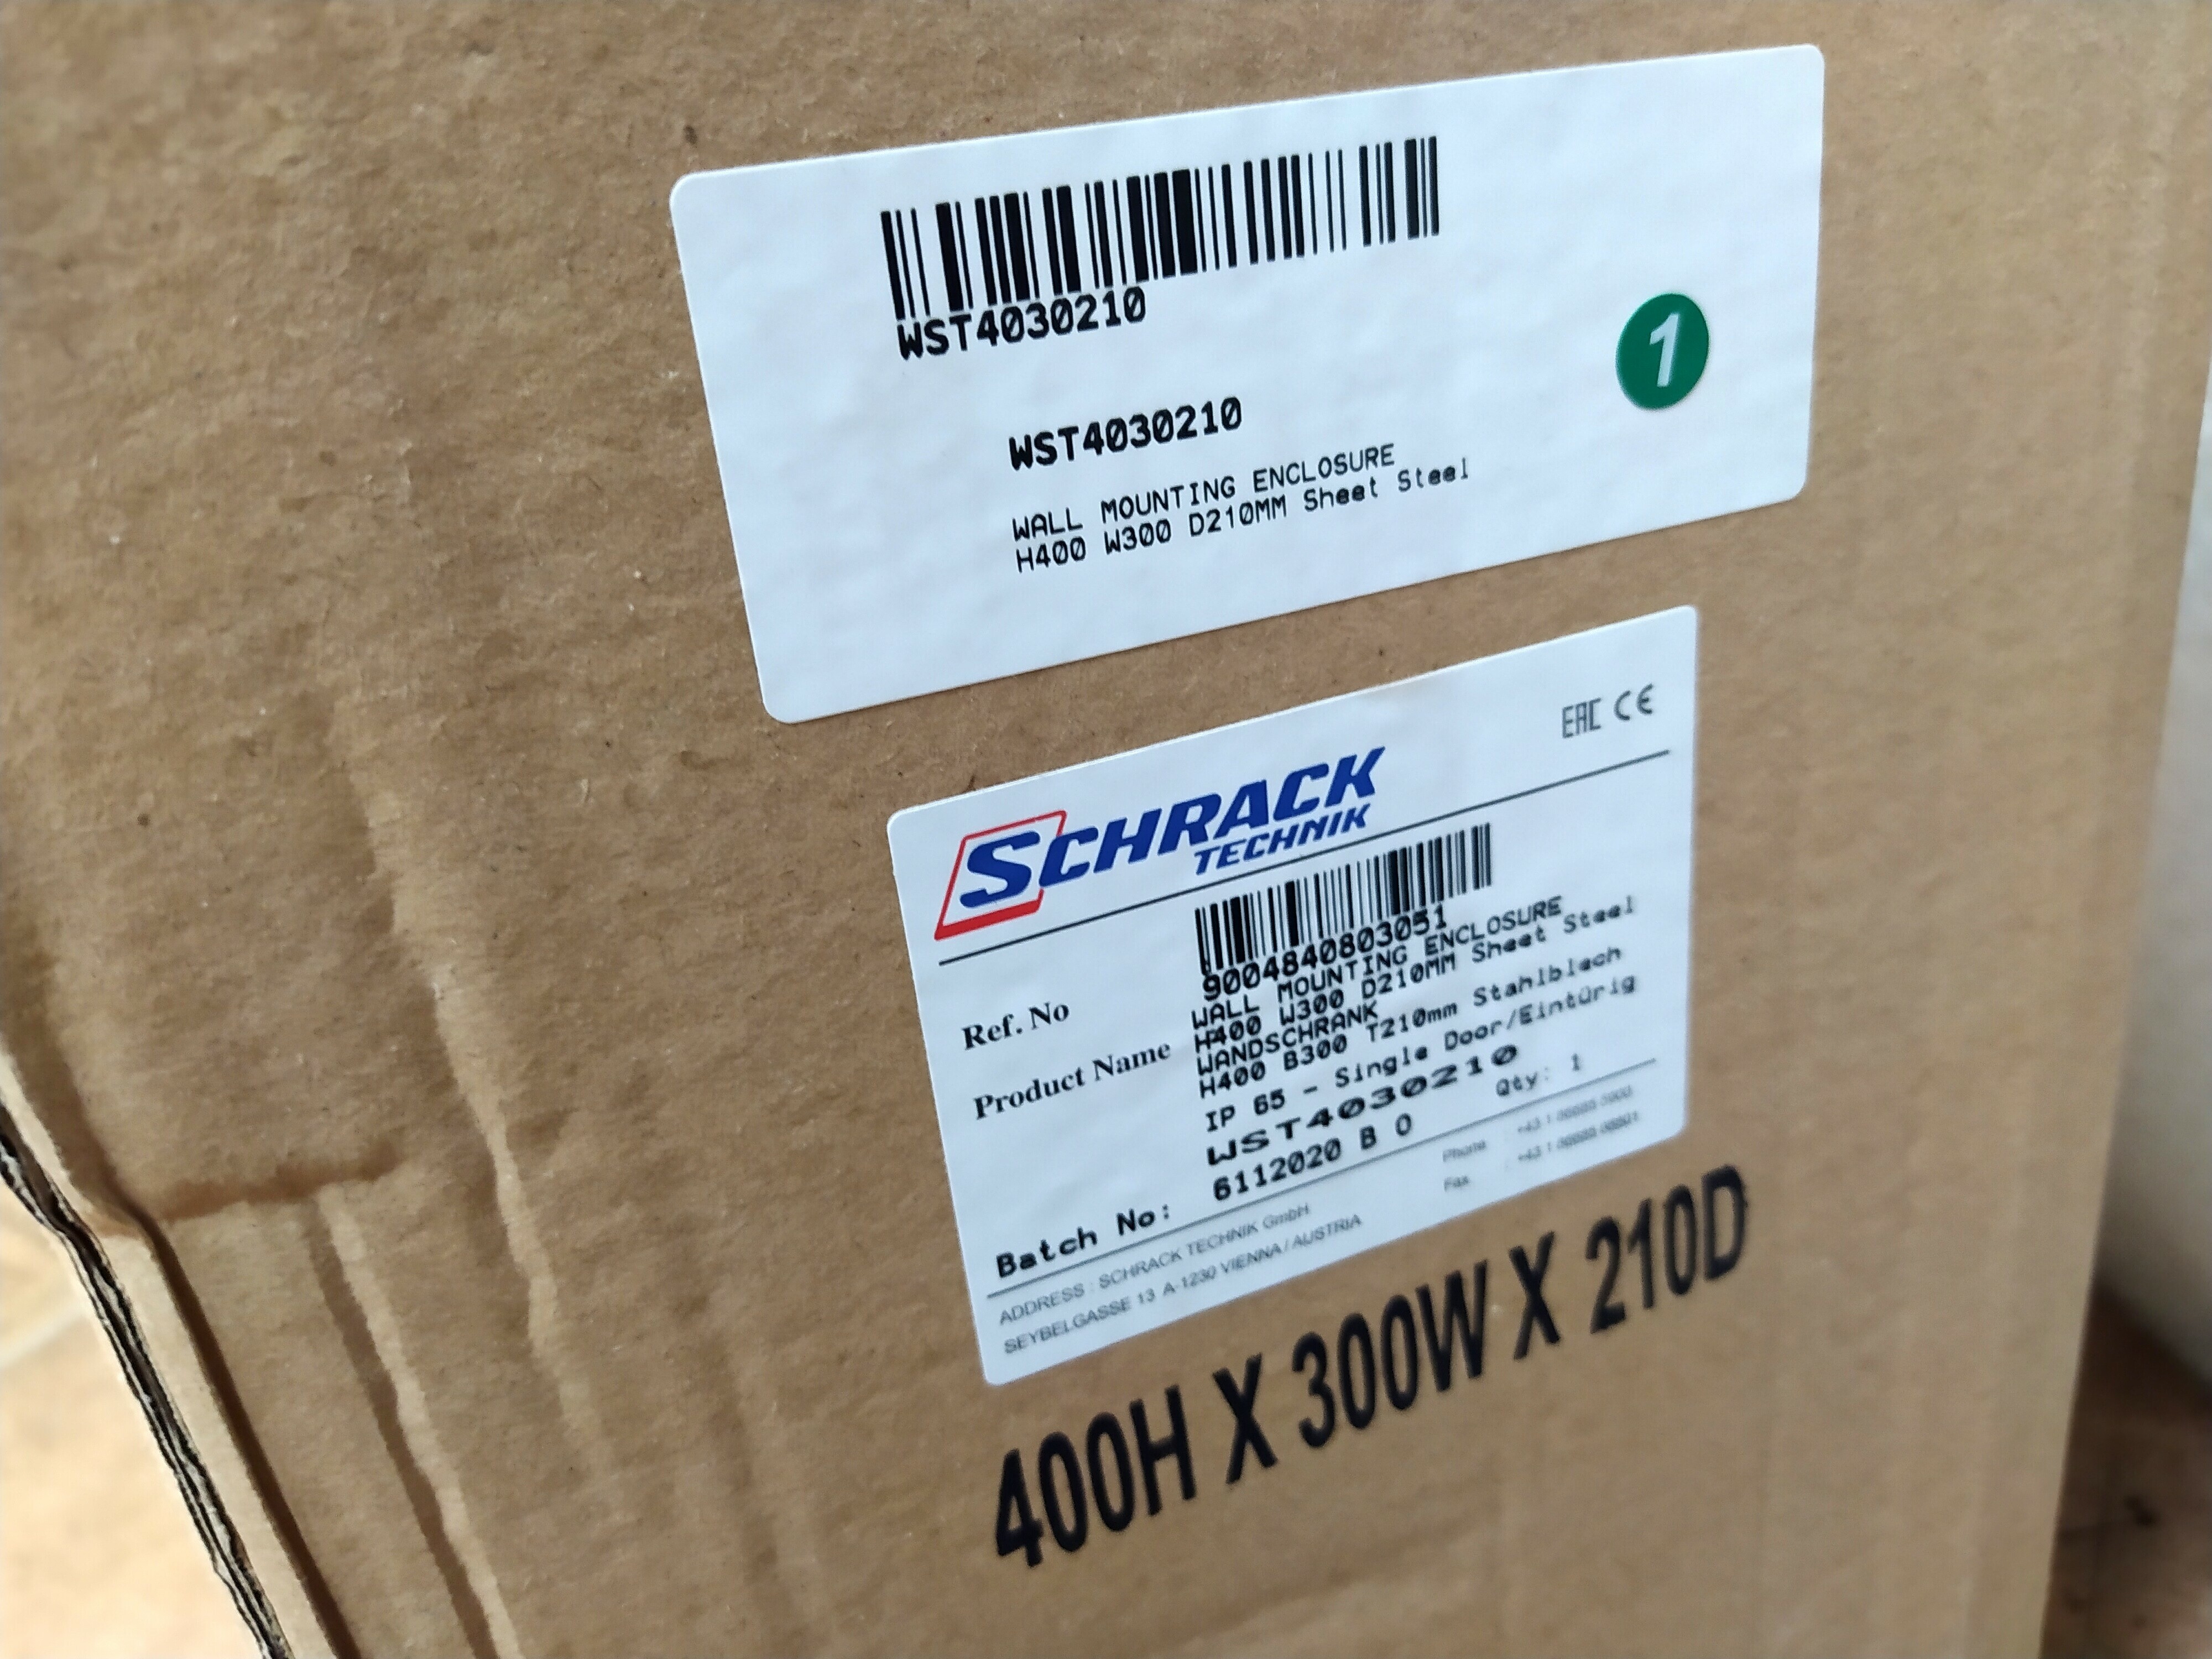 WST4030210
WST4030210
WALL MOUNTING ENCLOSURE
H400 W300 D210MM Sheet Steel
1
EAC CE
SCHRACK
TECHNIK
9004840803051
Ref. No
WALL MOUNTING ENCLOSURE
H400 W300 D210MM Sheet Steel
Product Name
WANDSCHRANK
H400 B300 T210mm Stahlblech
IP 65 - Single Door/Eintürig
WST4030210
Batch No: 6112020 B 0 Qty: 1
ADDRESS : SCHRACK TECHNIK GmbH
SEYBELGASSE 13 A-1230 VIENNA / AUSTRIA
Phone
Fax
400H X 300W X 210D